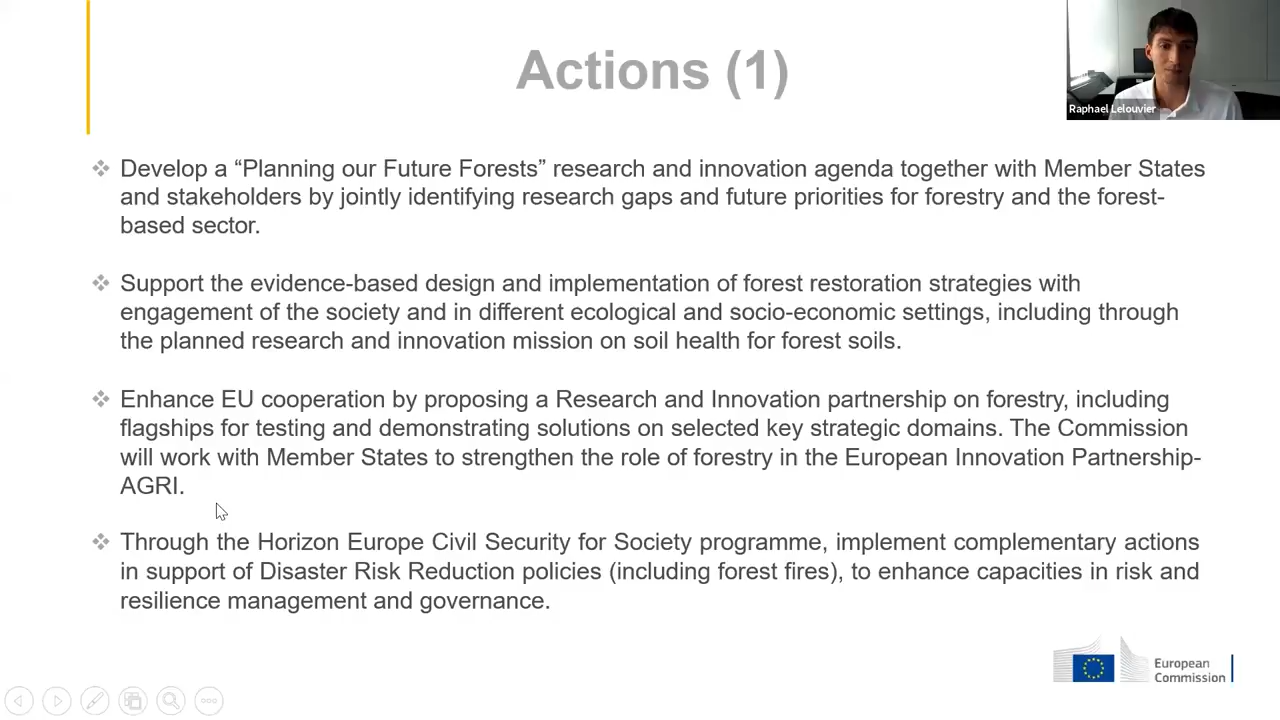 Actions (1)
Raphael Lelouvier
Develop a “Planning our Future Forests” research and innovation agenda together with Member States
and stakeholders by jointly identifying research gaps and future priorities for forestry and the forest-
based sector.
Support the evidence-based design and implementation of forest restoration strategies with
engagement of the society and in different ecological and socio-economic settings, including through
the planned research and innovation mission on soil health for forest soils.
Enhance EU cooperation by proposing a Research and Innovation partnership on forestry, including
flagships for testing and demonstrating solutions on selected key strategic domains. The Commission
will work with Member States to strengthen the role of forestry in the European Innovation Partnership-
AGRI.
Through the Horizon Europe Civil Security for Society programme, implement complementary actions
in support of Disaster Risk Reduction policies (including forest fires), to enhance capacities in risk and
resilience management and governance.
European
Commission